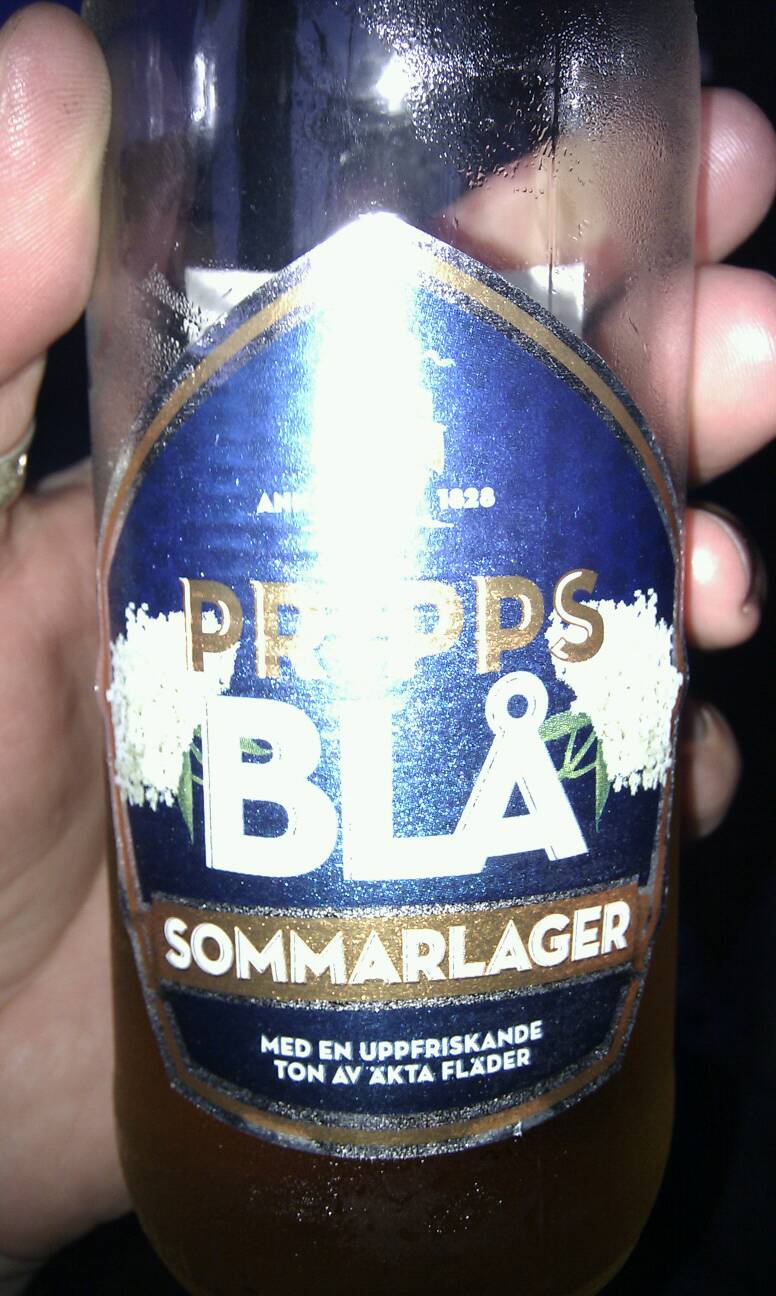 1828
PRIPPS
BLÅ
SOMMARLAGER
MED EN UPPFRISKANDE
TON AV ÄKTA FLÄDER